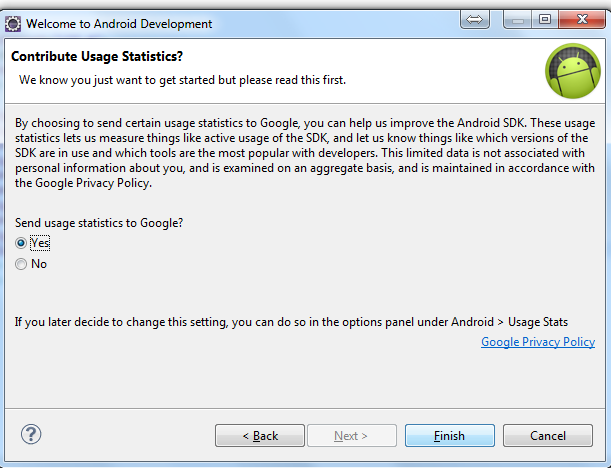 Welcome to Android Development
Contribute Usage Statistics?
We know you just want to get started but please read this first.
By choosing to send certain usage statistics to Google, you can help us improve the Android SDK. These usage
statistics lets us measure things like active usage of the SDK, and let us know things like which versions of the
SDK are in use and which tools are the most popular with developers. This limited data is not associated with
personal information about you, and is examined on an aggregate basis, and is maintained in accordance with
the Google Privacy Policy.
Send usage statistics to Google?
Yes
No
If you later decide to change this setting, you can do so in the options panel under Android > Usage Stats
Google Privacy Policy
? < Back Next > Finish Cancel